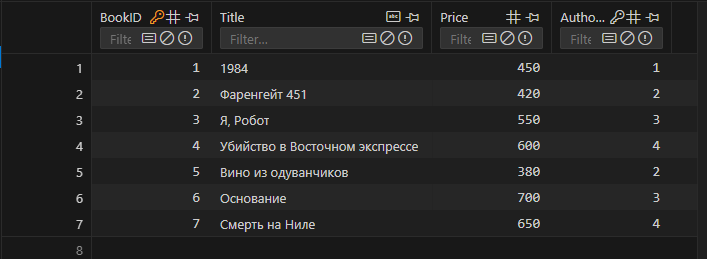 BookID Title Price Autho...
Filte Filter... Filte Filte
1 1 1984 450 1
2 2 Фаренгейт 451 420 2
3 3 Я, Робот 550 3
4 4 Убийство в Восточном экспрессе 600 4
5 5 Вино из одуванчиков 380 2
6 6 Основание 700 3
7 7 Смерть на Ниле 650 4
8